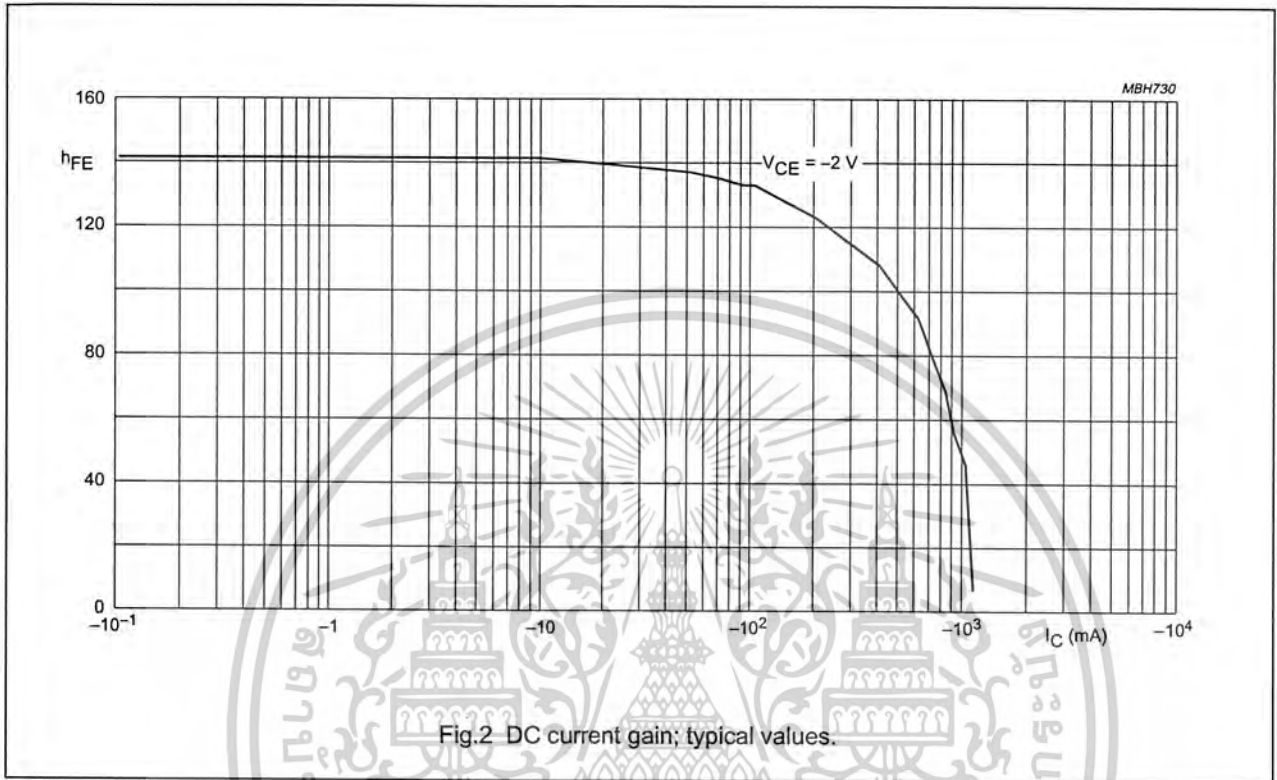 MBH730
160
hFE
VCE = −2 V
120
80
40
0
−10⁻¹
−1
−10
−10²
−10³
IC (mA)
−10⁴
Fig.2 DC current gain; typical values.